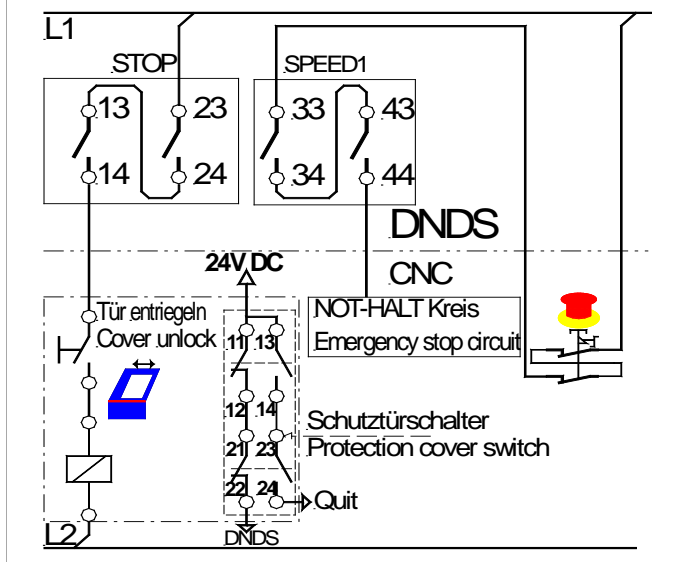 L1
STOP
SPEED1
13 23 33 43
14 24 34 44
DNDS
24V DC
CNC
Tür entriegeln
Cover unlock
NOT-HALT Kreis
Emergency stop circuit
11 13
12 14
Schutztürschalter
21 23
Protection cover switch
22 24
Quit
L2
DNDS